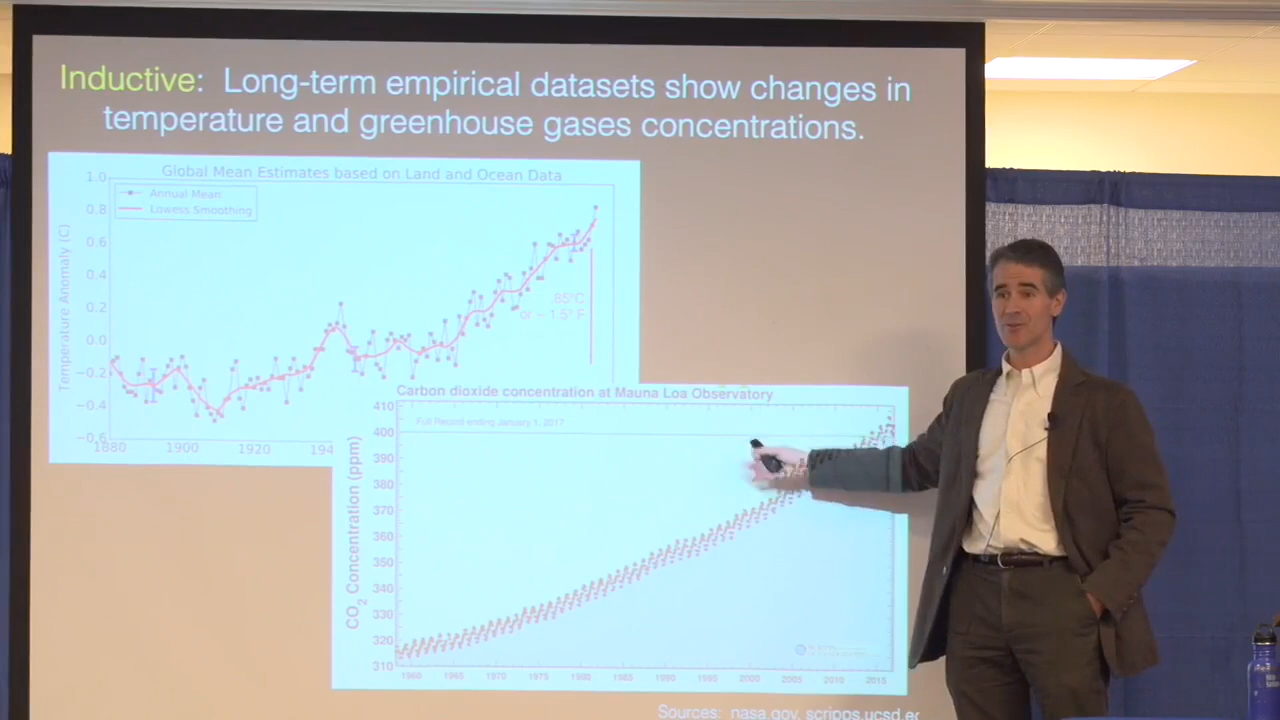 Inductive: Long-term empirical datasets show changes in
temperature and greenhouse gases concentrations.
Global Mean Estimates based on Land and Ocean Data
Annual Mean
Lowess Smoothing
Temperature Anomaly (C)
1.0
0.8
0.6
0.4
0.2
0.0
−0.2
−0.4
−0.6
1880 1900 1920 194
.85°C
or ~ 1.5° F
Carbon dioxide concentration at Mauna Loa Observatory
Full Record ending January 1, 2017
CO2 Concentration (ppm)
410
400
390
380
370
360
350
340
330
320
310
1960 1965 1970 1975 1980 1985 1990 1995 2000 2005 2010 2015
Sources: nasa.gov, scripps.ucsd.ed